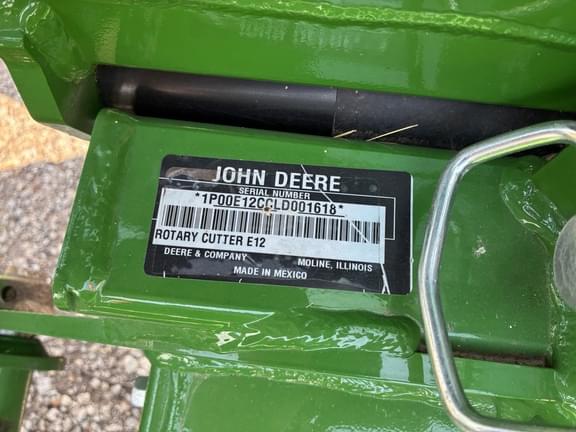 JOHN DEERE
SERIAL NUMBER
*1P00E12CCLD001618*
ROTARY CUTTER E12
DEERE & COMPANY MOLINE, ILLINOIS
MADE IN MEXICO